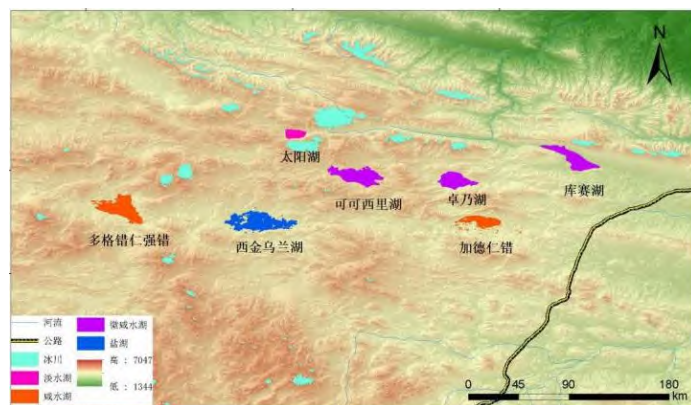 N
太阳湖
可可西里湖
卓乃湖
库赛湖
多格错仁强错
西金乌兰湖
加德仁错
河流
公路
冰川
淡水湖
咸水湖
微咸水湖
盐湖
高 : 7047
低 : 1344
0 45 90 180
km